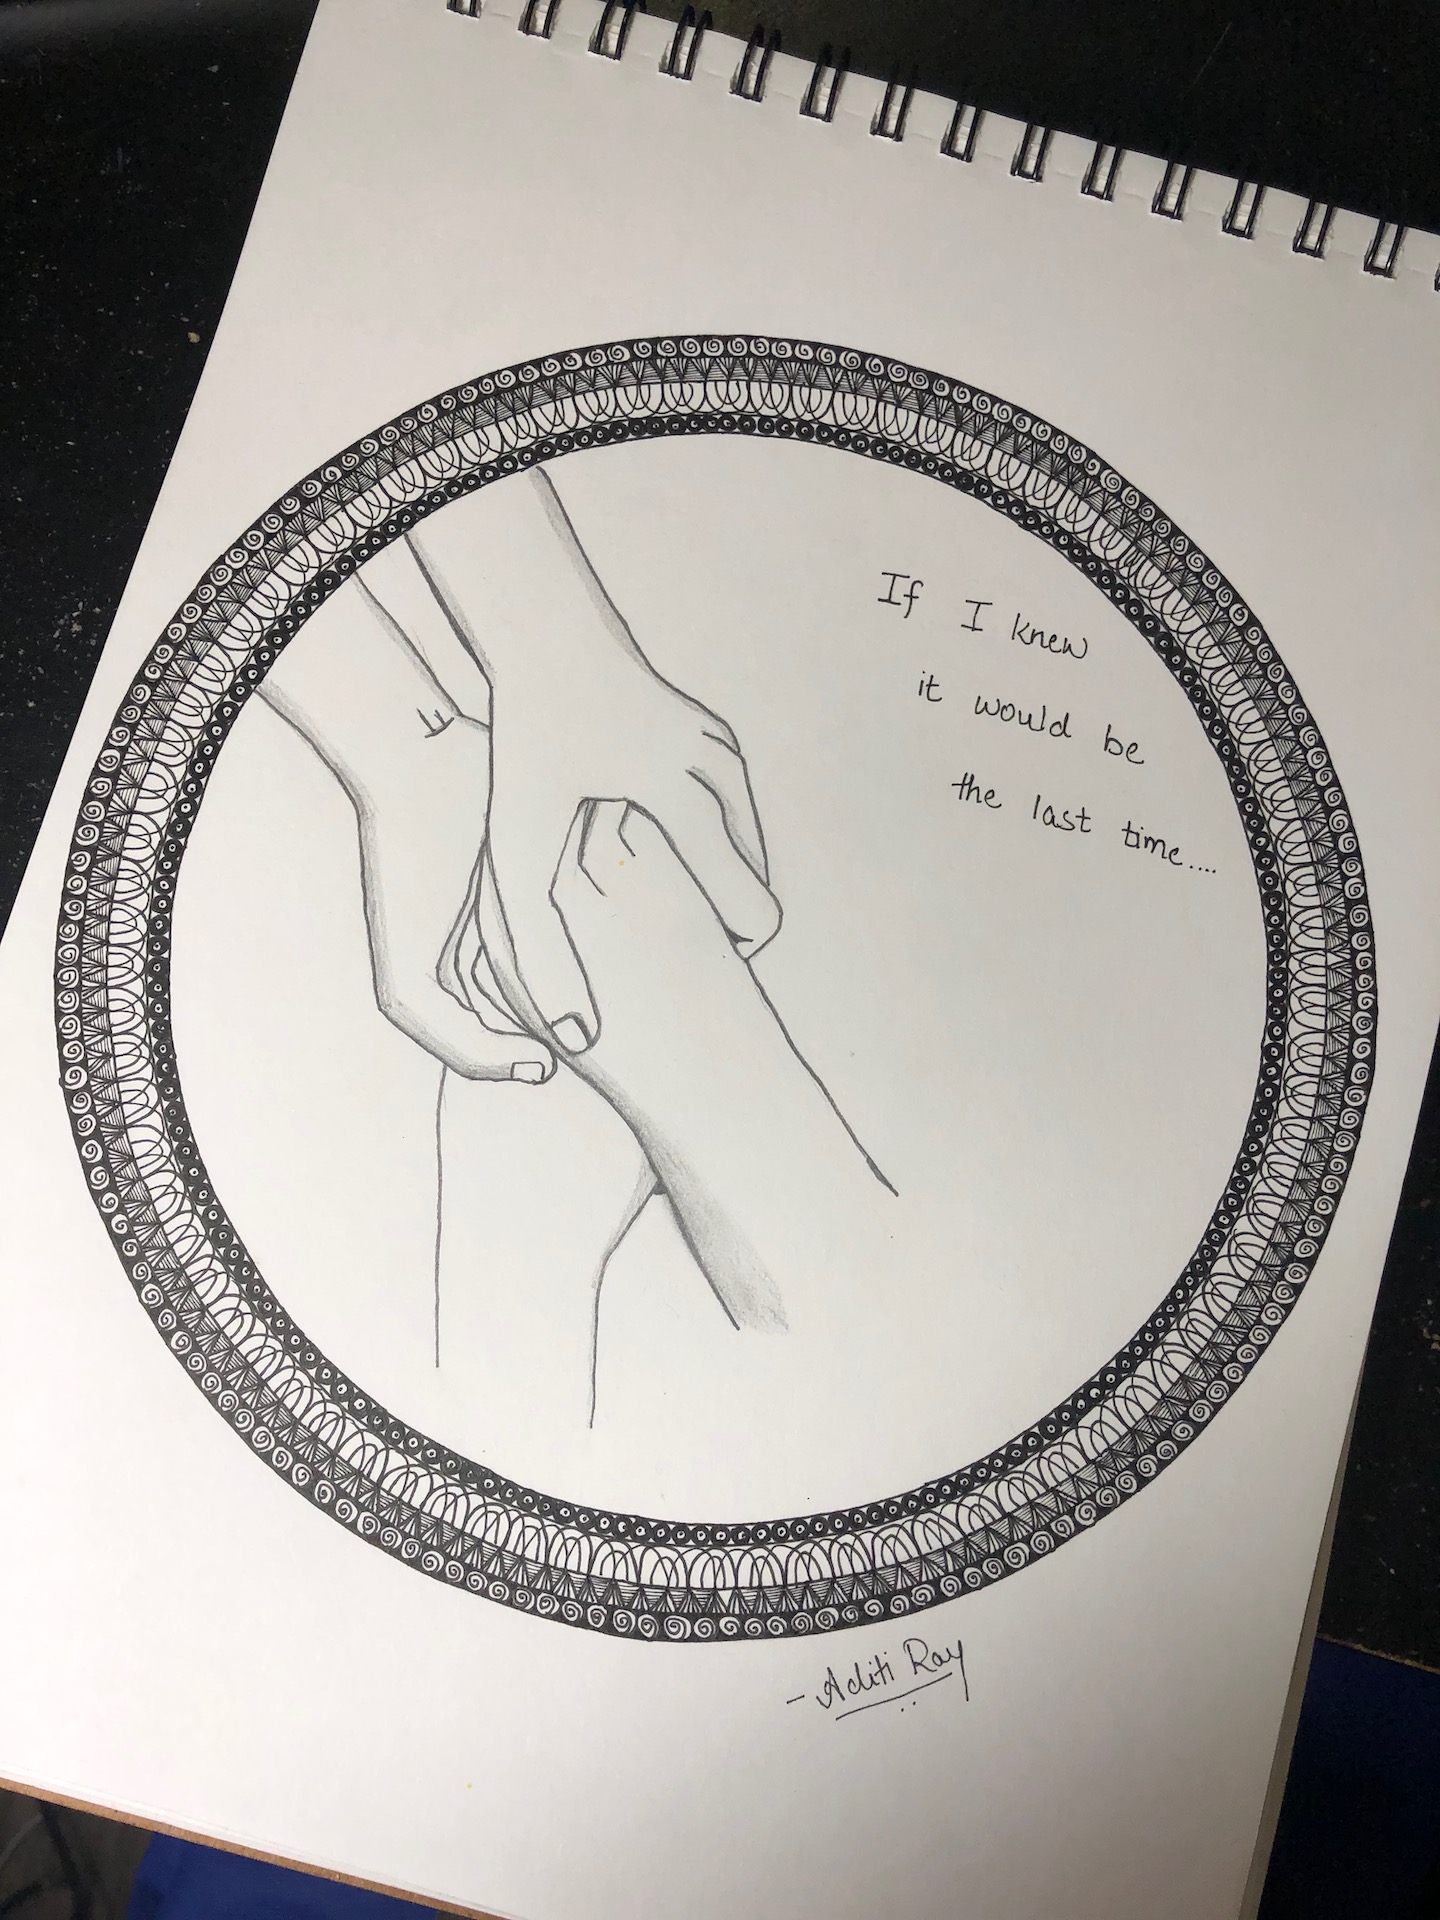 If I knew
it would be
the last time.....
- Aditi Ray